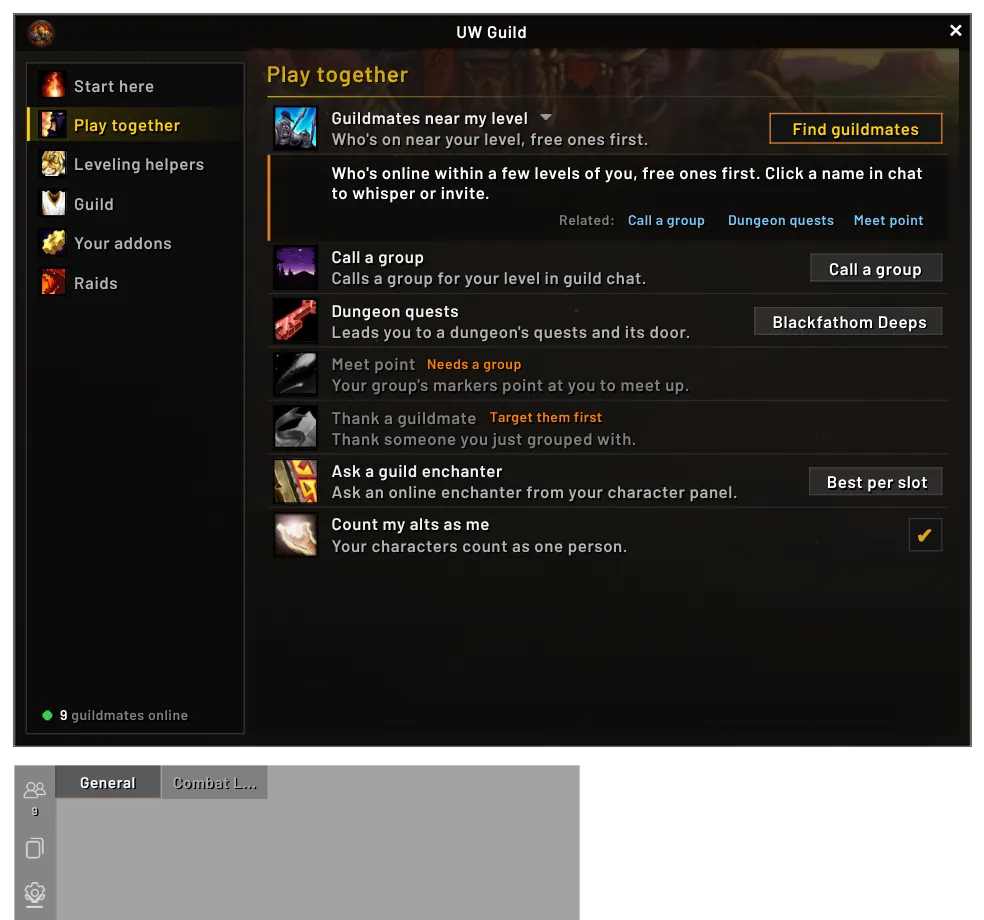 UW Guild
Start here
Play together
Leveling helpers
Guild
Your addons
Raids
9 guildmates online
Play together
Guildmates near my level
Who's on near your level, free ones first.
Find guildmates
Who's online within a few levels of you, free ones first. Click a name in chat
to whisper or invite.
Related: Call a group Dungeon quests Meet point
Call a group
Calls a group for your level in guild chat.
Call a group
Dungeon quests
Leads you to a dungeon's quests and its door.
Blackfathom Deeps
Meet point Needs a group
Your group's markers point at you to meet up.
Thank a guildmate Target them first
Thank someone you just grouped with.
Ask a guild enchanter
Ask an online enchanter from your character panel.
Best per slot
Count my alts as me
Your characters count as one person.
General Combat L...
9